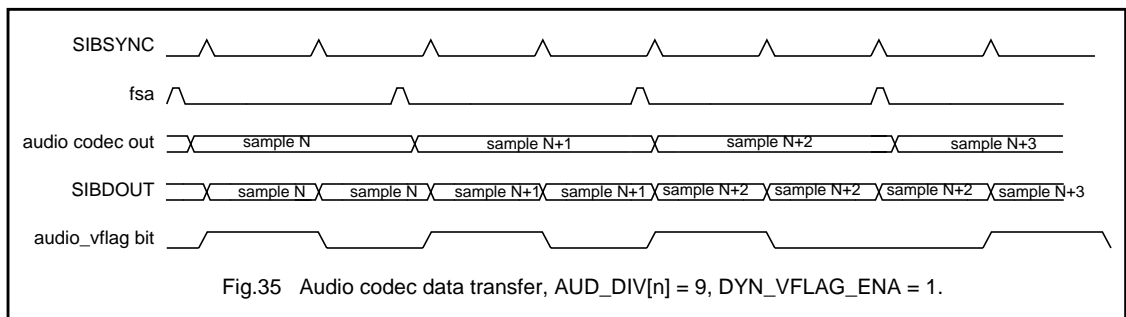 SIBSYNC
fsa
audio codec out sample N sample N+1 sample N+2 sample N+3
SIBDOUT sample N sample N sample N+1 sample N+1 sample N+2 sample N+2 sample N+2 sample N+3
audio_vflag bit
Fig.35 Audio codec data transfer, AUD_DIV[n] = 9, DYN_VFLAG_ENA = 1.